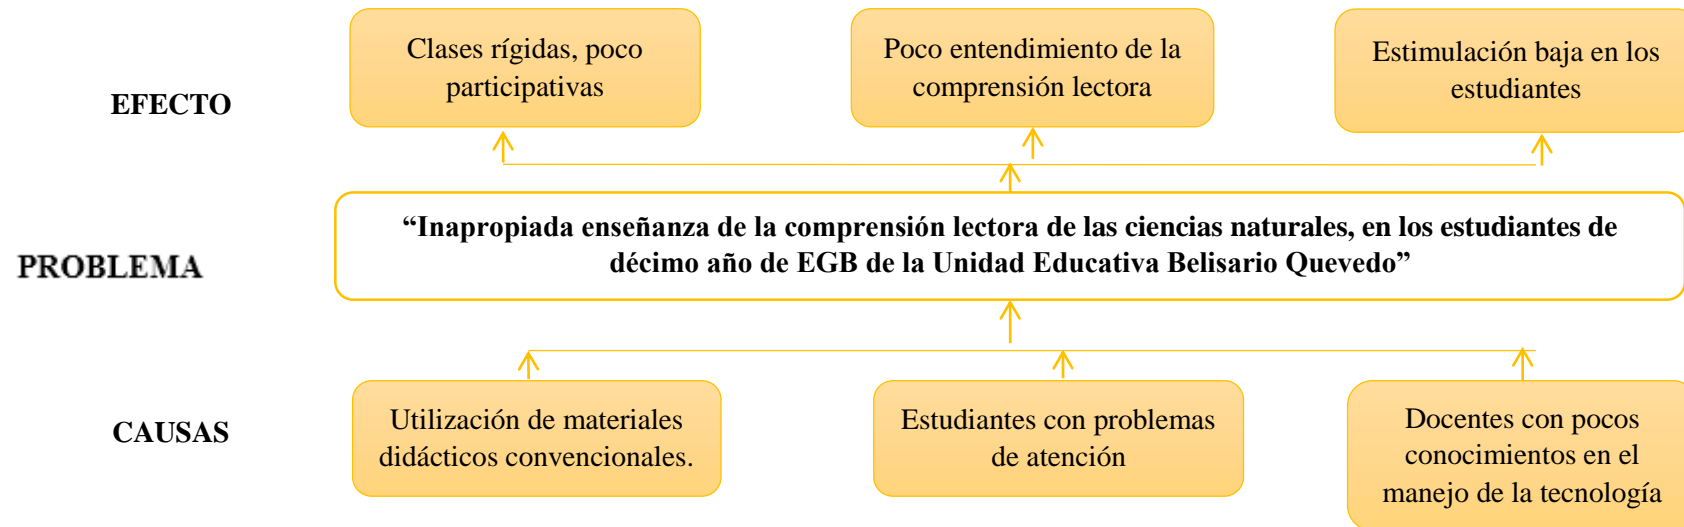 Clases rígidas, poco
participativas
Poco entendimiento de la
comprensión lectora
Estimulación baja en los
estudiantes
EFECTO
“Inapropiada enseñanza de la comprensión lectora de las ciencias naturales, en los estudiantes de
décimo año de EGB de la Unidad Educativa Belisario Quevedo”
PROBLEMA
Utilización de materiales
didácticos convencionales.
Estudiantes con problemas
de atención
Docentes con pocos
conocimientos en el
manejo de la tecnología
CAUSAS